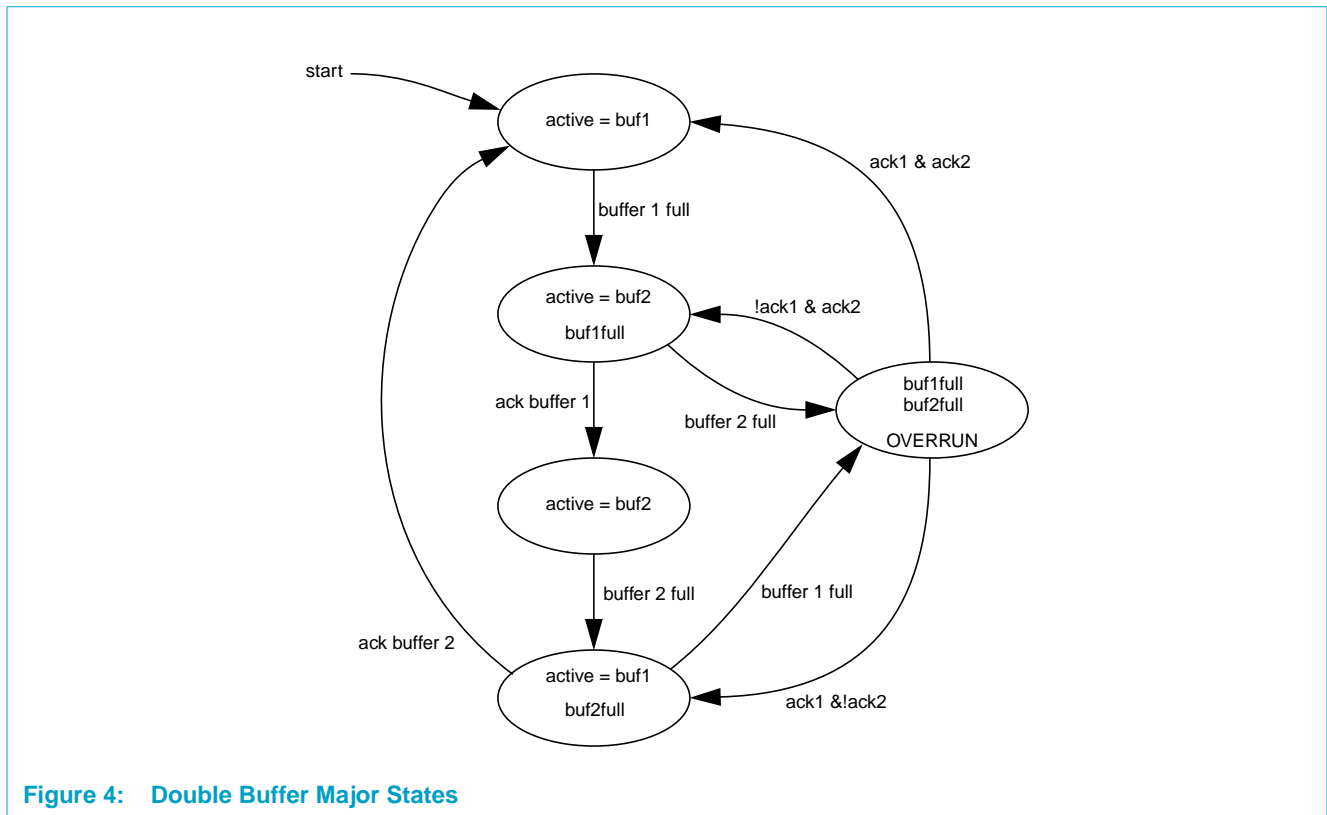 start
active = buf1
ack1 & ack2
buffer 1 full
active = buf2
buf1full
!ack1 & ack2
buf1full
buf2full
OVERRUN
ack buffer 1
buffer 2 full
active = buf2
buffer 2 full
buffer 1 full
ack buffer 2
active = buf1
buf2full
ack1 &!ack2
Figure 4: Double Buffer Major States